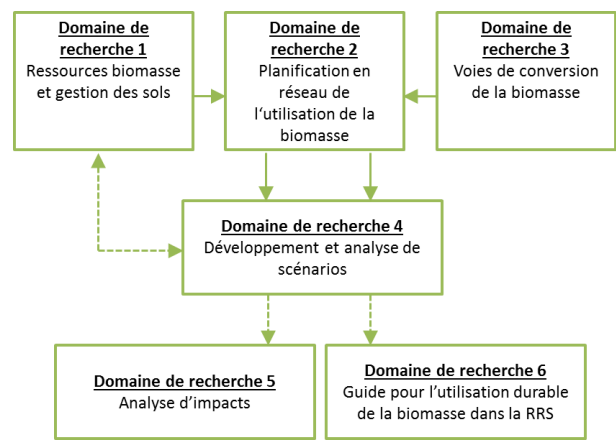 Domaine de
recherche 1
Ressources biomasse
et gestion des sols
Domaine de
recherche 2
Planification en
réseau de
l‘utilisation de la
biomasse
Domaine de
recherche 3
Voies de conversion
de la biomasse
Domaine de recherche 4
Développement et analyse de
scénarios
Domaine de recherche 5
Analyse d’impacts
Domaine de recherche 6
Guide pour l’utilisation durable
de la biomasse dans la RRS